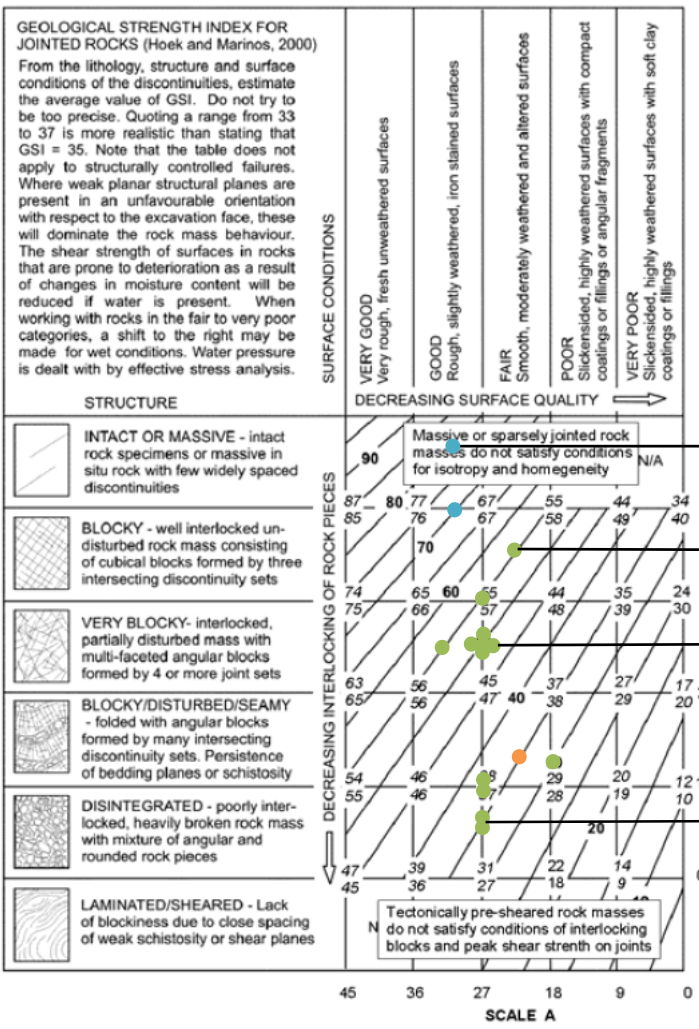 GEOLOGICAL STRENGTH INDEX FOR
JOINTED ROCKS (Hoek and Marinos, 2000)
From the lithology, structure and surface
conditions of the discontinuities, estimate
the average value of GSI. Do not try to
be too precise. Quoting a range from 33
to 37 is more realistic than stating that
GSI = 35. Note that the table does not
apply to structurally controlled failures.
Where weak planar structural planes are
present in an unfavourable orientation
with respect to the excavation face, these
will dominate the rock mass behaviour.
The shear strength of surfaces in rocks
that are prone to deterioration as a result
of changes in moisture content will be
reduced if water is present. When
working with rocks in the fair to very poor
categories, a shift to the right may be
made for wet conditions. Water pressure
is dealt with by effective stress analysis.
SURFACE CONDITIONS
VERY GOOD
Very rough, fresh unweathered surfaces
GOOD
Rough, slightly weathered, iron stained surfaces
FAIR
Smooth, moderately weathered and altered surfaces
POOR
Slickensided, highly weathered surfaces with compact
coatings or fillings or angular fragments
VERY POOR
Slickensided, highly weathered surfaces with soft clay
coatings or fillings
STRUCTURE
DECREASING SURFACE QUALITY
DECREASING INTERLOCKING OF ROCK PIECES
INTACT OR MASSIVE - intact
rock specimens or massive in
situ rock with few widely spaced
discontinuities
Massive or sparsely jointed rock
masses do not satisfy conditions
for isotropy and homogeneity
90
N/A
87 80 77 67 55 44 34
85 76 67 58 49 40
BLOCKY - well interlocked un-
disturbed rock mass consisting
of cubical blocks formed by three
intersecting discontinuity sets
70
74 65 60 55 44 35 24
75 66 57 48 39 30
VERY BLOCKY- interlocked,
partially disturbed mass with
multi-faceted angular blocks
formed by 4 or more joint sets
63 56 45 37 27 17
65 56 47 40 38 29 20
BLOCKY/DISTURBED/SEAMY
- folded with angular blocks
formed by many intersecting
discontinuity sets. Persistence
of bedding planes or schistosity
54 46 29 20 12
55 46 28 19 10
DISINTEGRATED - poorly inter-
locked, heavily broken rock mass
with mixture of angular and
rounded rock pieces
20
47 39 31 22 14
45 36 27 18 9
LAMINATED/SHEARED - Lack
of blockiness due to close spacing
of weak schistosity or shear planes
Tectonically pre-sheared rock masses
do not satisfy conditions of interlocking
blocks and peak shear strenth on joints
45 36 27 18 9 0
SCALE A